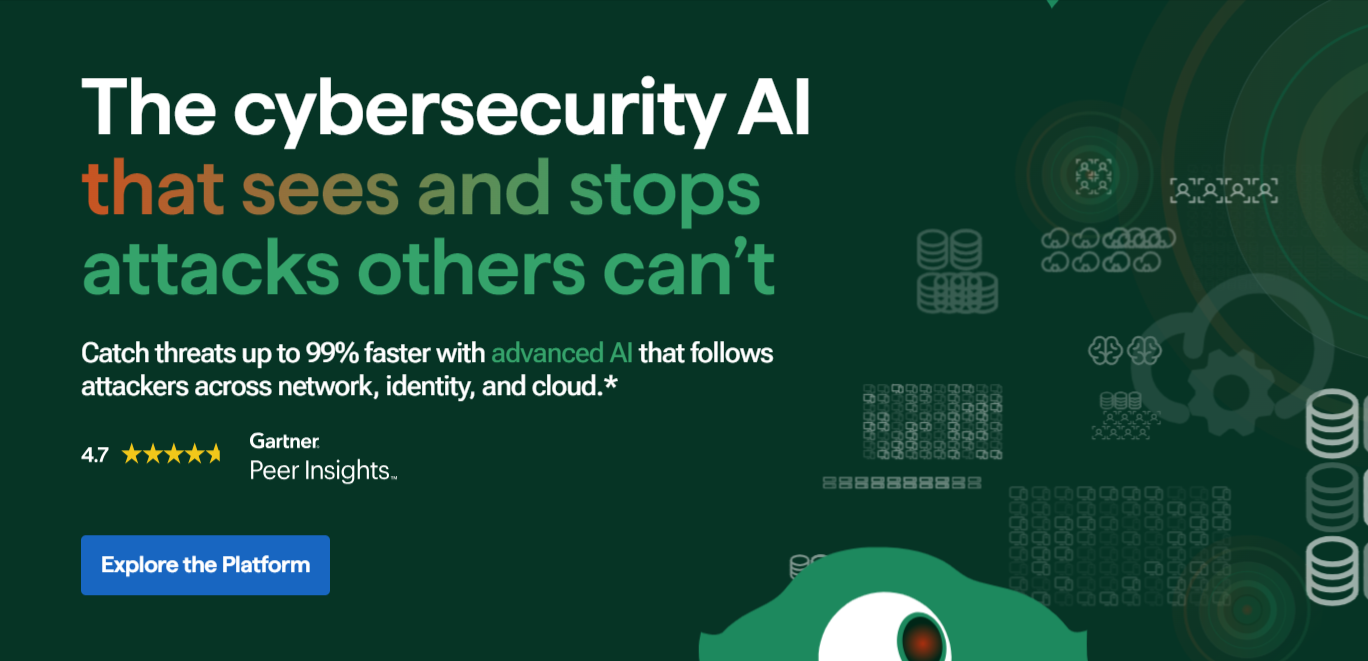 The cybersecurity AI
that sees and stops
attacks others can’t
Catch threats up to 99% faster with advanced AI that follows
attackers across network, identity, and cloud.*
4.7
Gartner
Peer Insights™
Explore the Platform